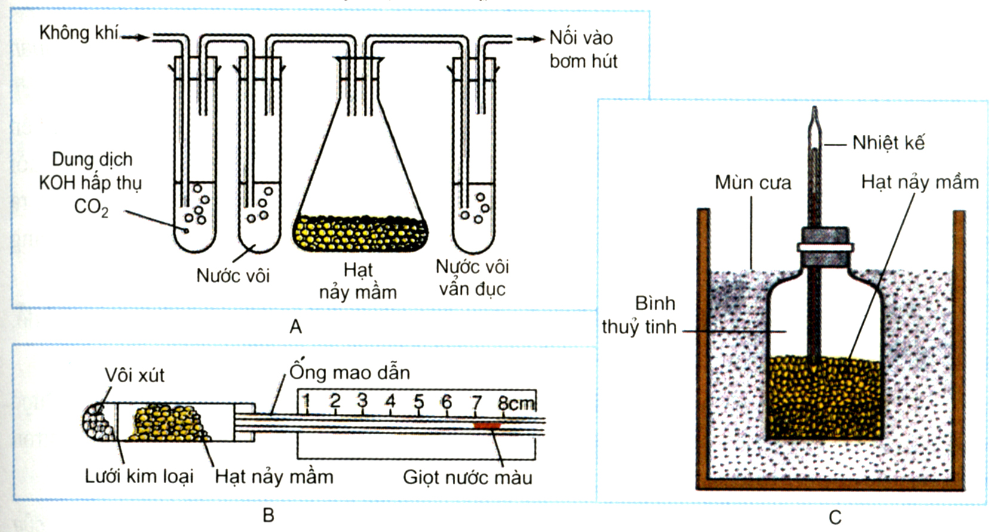 Không khí
Nối vào
bơm hút
Dung dịch
KOH hấp thụ
CO₂
Nước vôi
Hạt
nảy mầm
Nước vôi
vẩn đục
A
Vôi xút
Ống mao dẫn
1 2 3 4 5 6 7 8cm
Lưới kim loại
Hạt nảy mầm
Giọt nước màu
B
Nhiệt kế
Mùn cưa
Hạt nảy mầm
Bình
thuỷ tinh
C